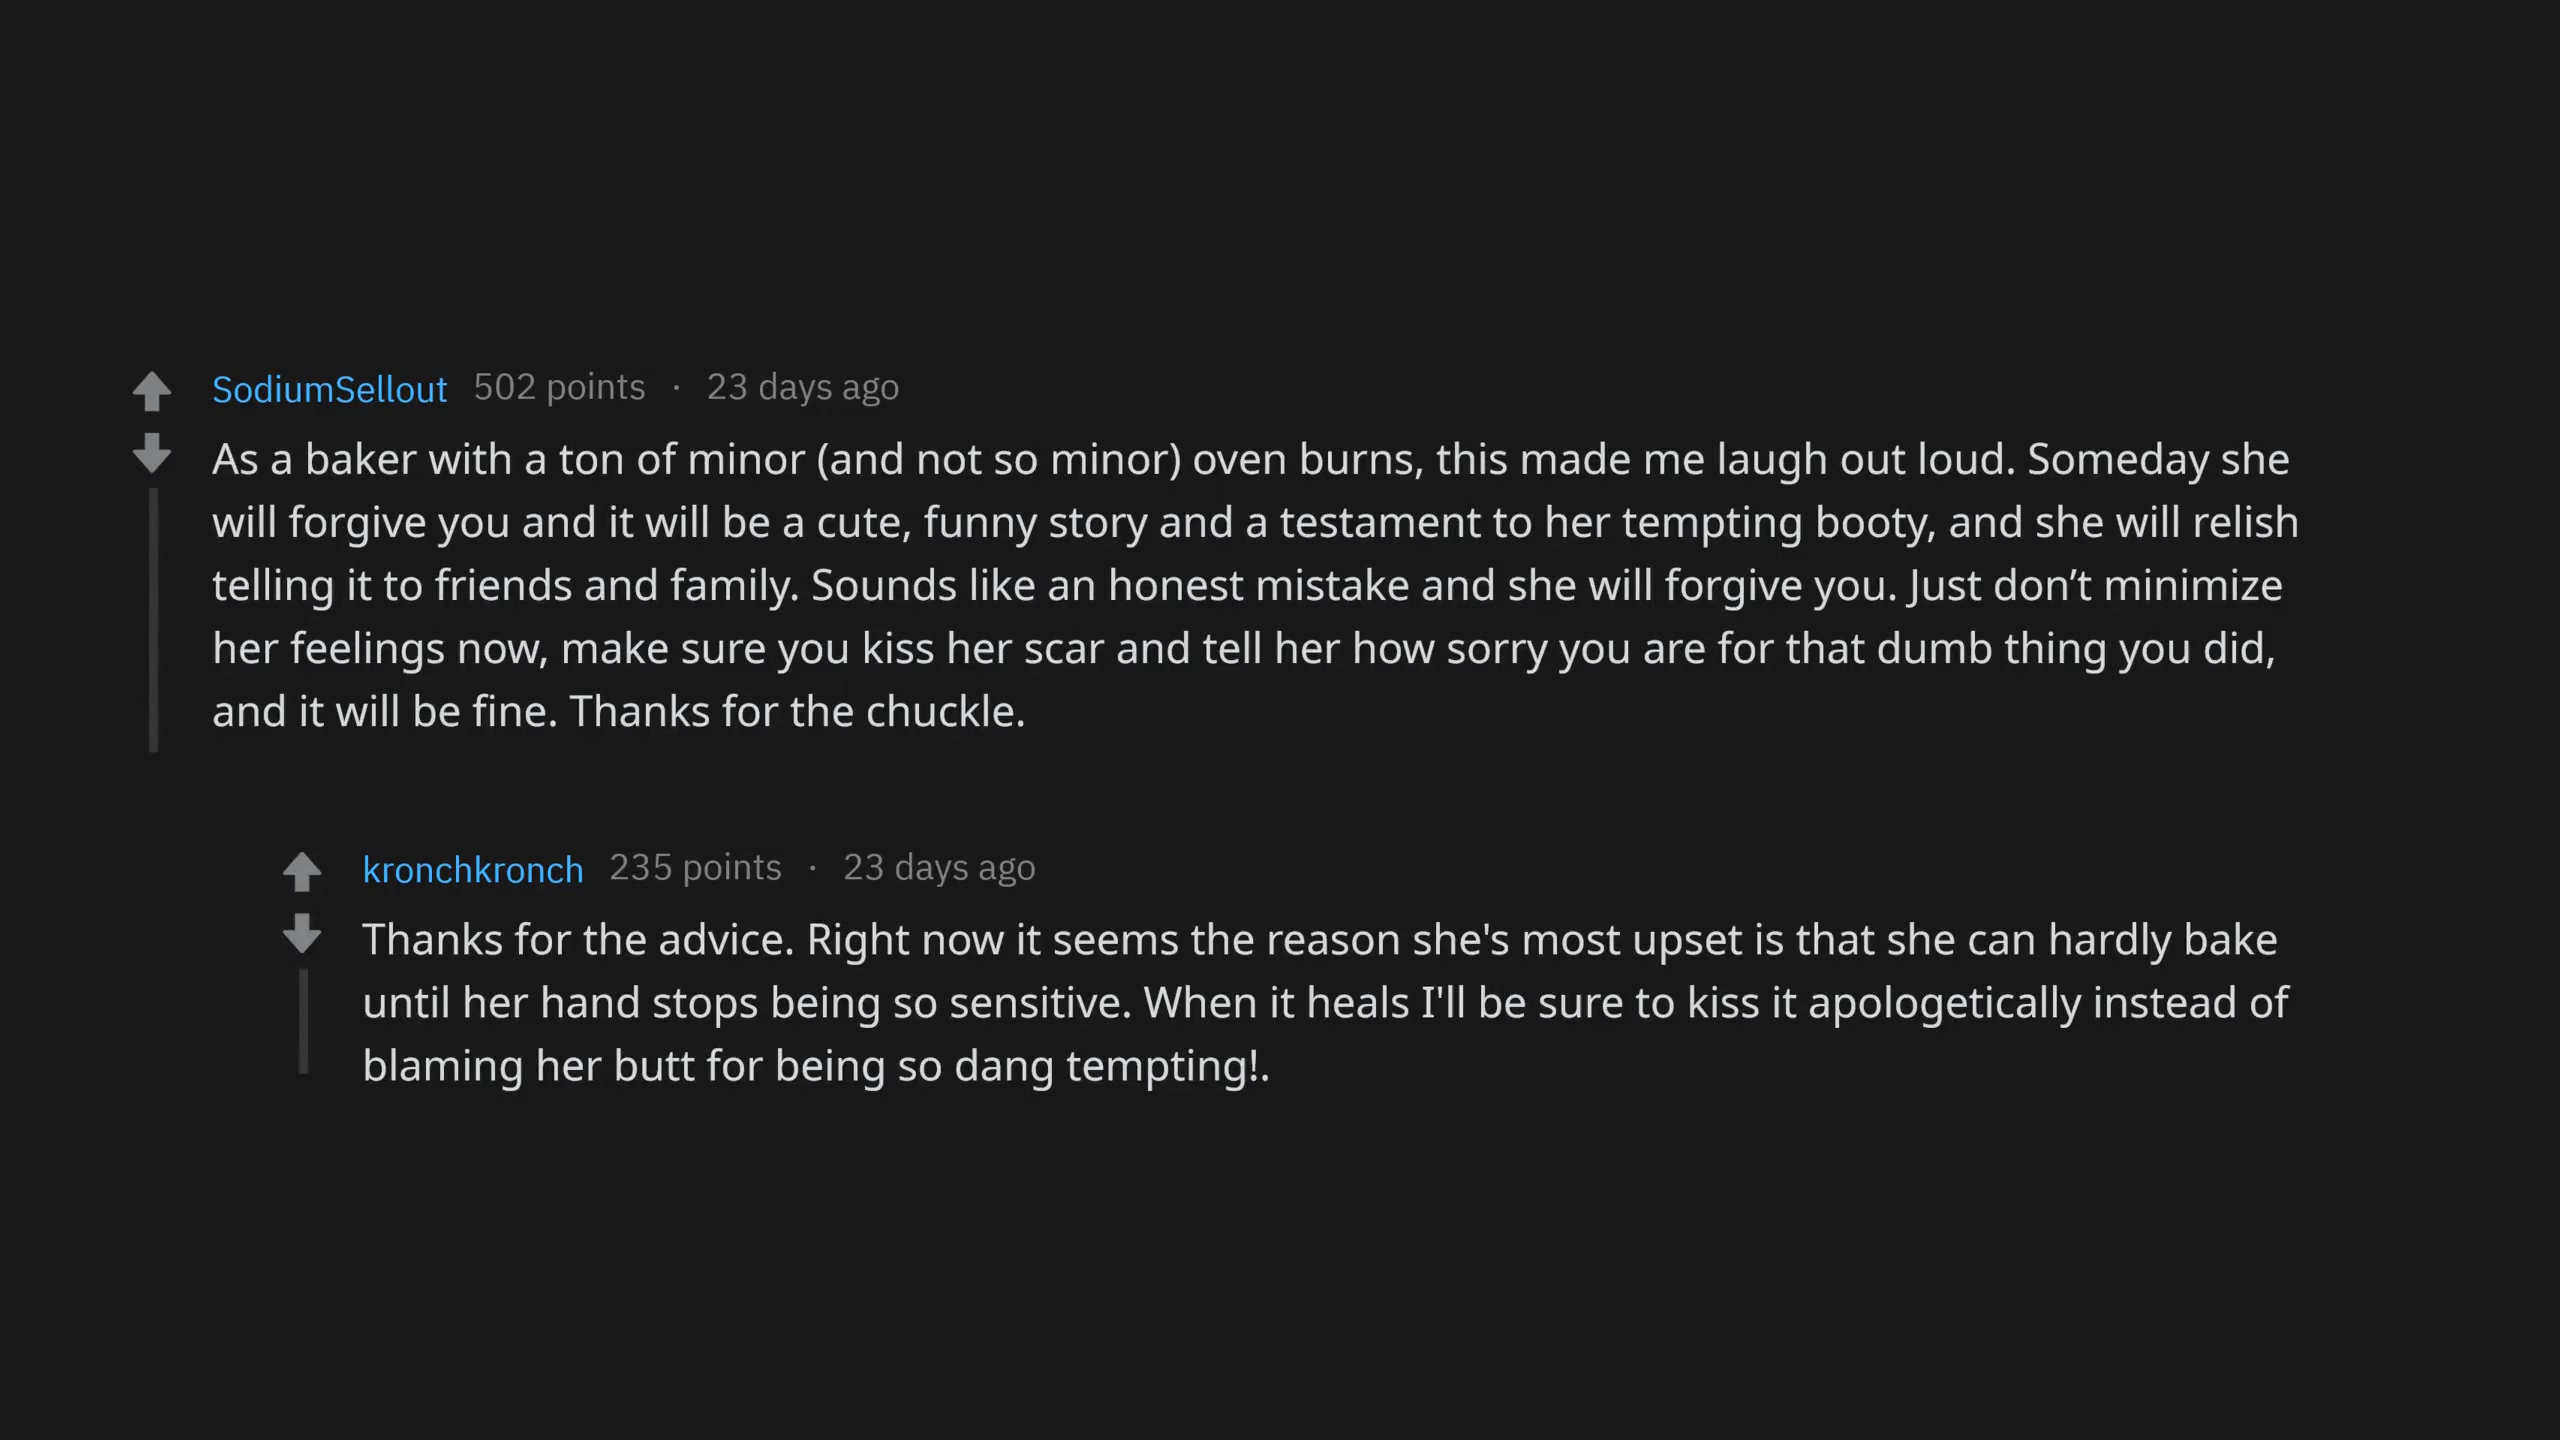 SodiumSellout 502 points · 23 days ago
As a baker with a ton of minor (and not so minor) oven burns, this made me laugh out loud. Someday she
will forgive you and it will be a cute, funny story and a testament to her tempting booty, and she will relish
telling it to friends and family. Sounds like an honest mistake and she will forgive you. Just don’t minimize
her feelings now, make sure you kiss her scar and tell her how sorry you are for that dumb thing you did,
and it will be fine. Thanks for the chuckle.
kronchkronch 235 points · 23 days ago
Thanks for the advice. Right now it seems the reason she's most upset is that she can hardly bake
until her hand stops being so sensitive. When it heals I'll be sure to kiss it apologetically instead of
blaming her butt for being so dang tempting!.